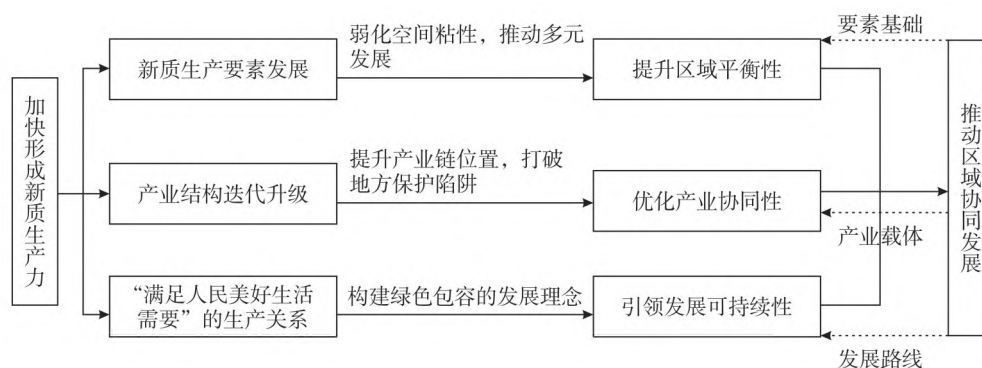 加快形成新质生产力
新质生产要素发展
弱化空间粘性，推动多元
发展
提升区域平衡性
要素基础
产业结构迭代升级
提升产业链位置，打破
地方保护陷阱
优化产业协同性
产业载体
“满足人民美好生活
需要”的生产关系
构建绿色包容的发展理念
引领发展可持续性
发展路线
推动区域协同发展